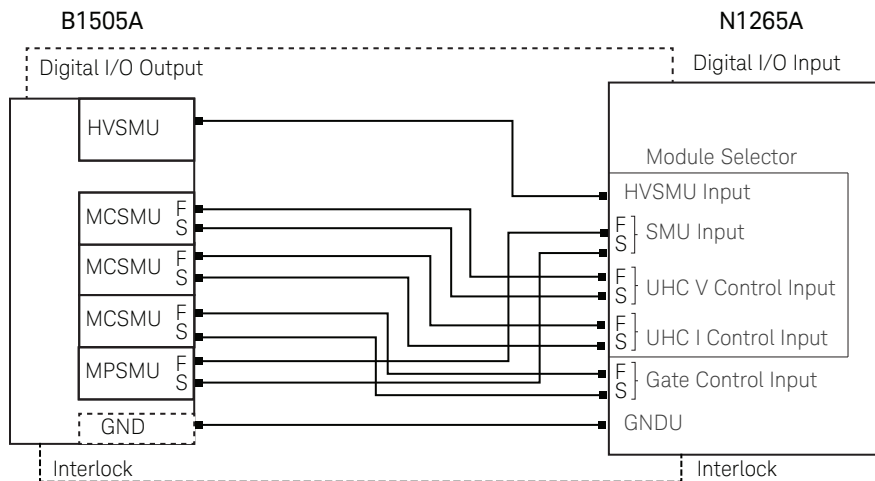 B1505A
N1265A
Digital I/O Output
Digital I/O Input
HVSMU
Module Selector
HVSMU Input
MCSMU F S
F S SMU Input
MCSMU F S
F S UHC V Control Input
MCSMU F S
F S UHC I Control Input
MPSMU F S
F S Gate Control Input
GND
GNDU
Interlock
Interlock